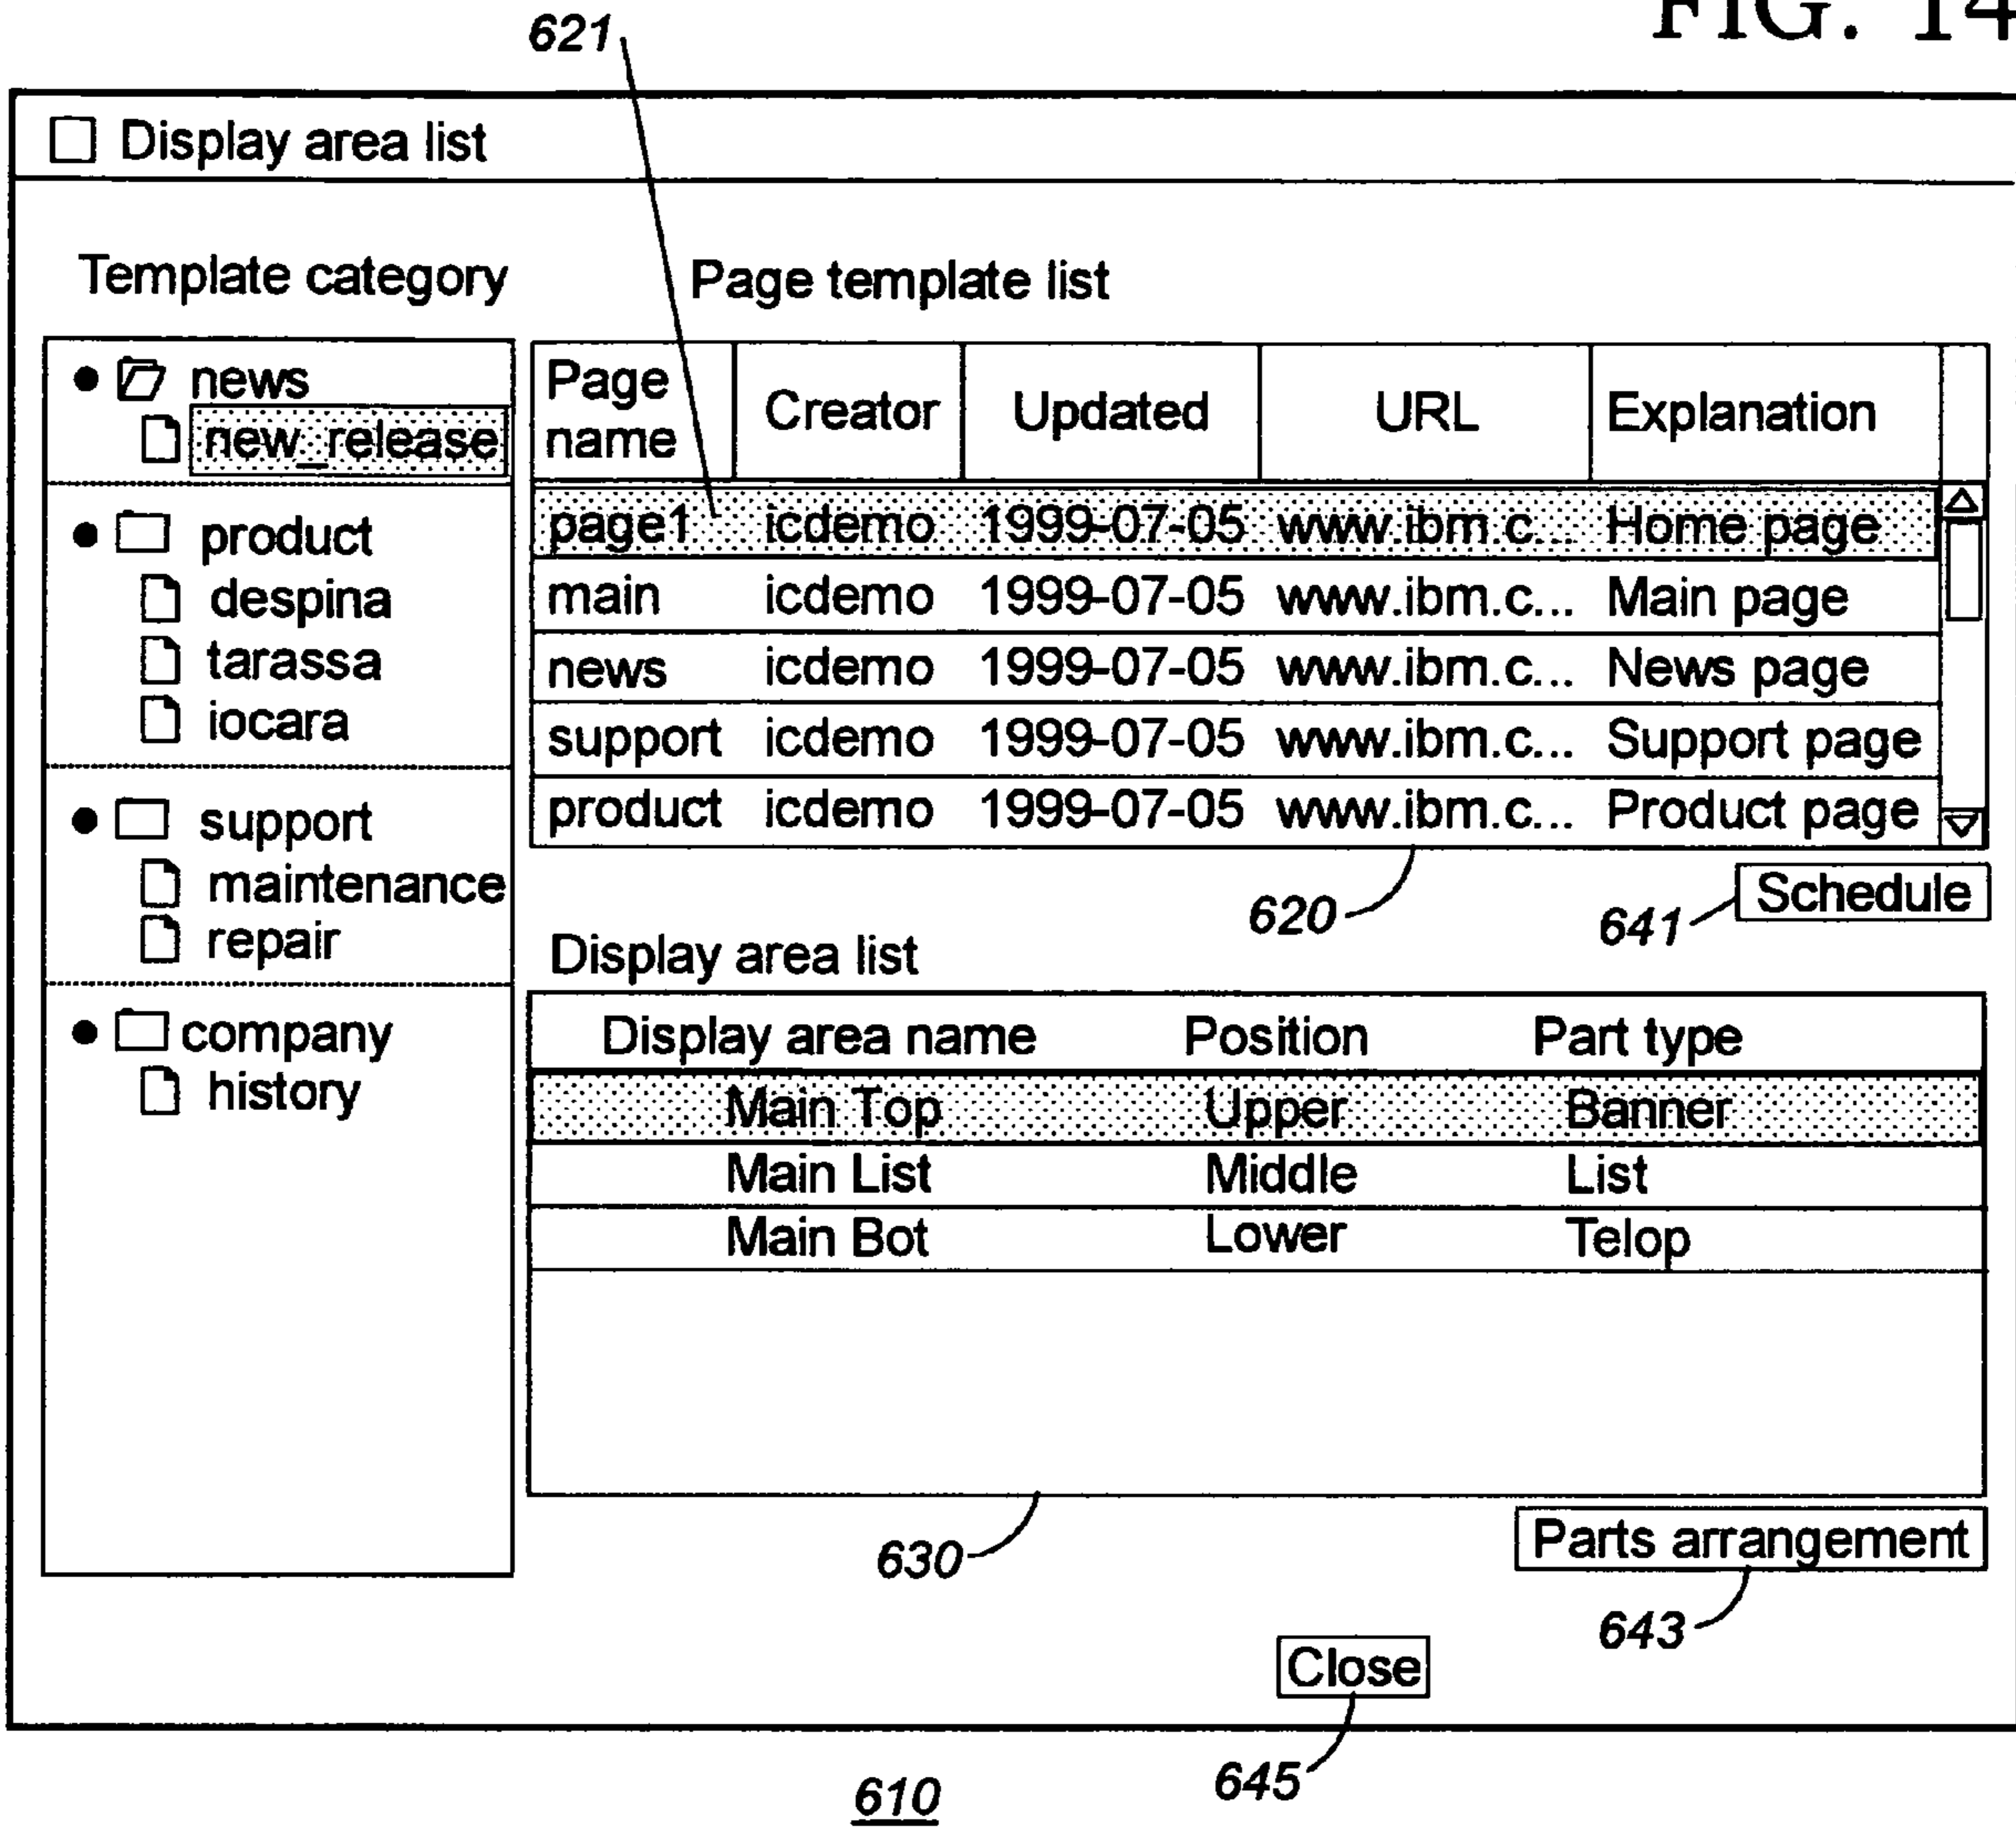 FIG. 14
621
Display area list
Template category
Page template list
news
new_release
product
despina
tarassa
iocara
support
maintenance
repair
company
history
Page name Creator Updated URL Explanation
page1 icdemo 1999-07-05 www.ibm.c... Home page
main icdemo 1999-07-05 www.ibm.c... Main page
news icdemo 1999-07-05 www.ibm.c... News page
support icdemo 1999-07-05 www.ibm.c... Support page
product icdemo 1999-07-05 www.ibm.c... Product page
620
641
Schedule
Display area list
Display area name Position Part type
Main Top Upper Banner
Main List Middle List
Main Bot Lower Telop
630
Parts arrangement
643
Close
645
610